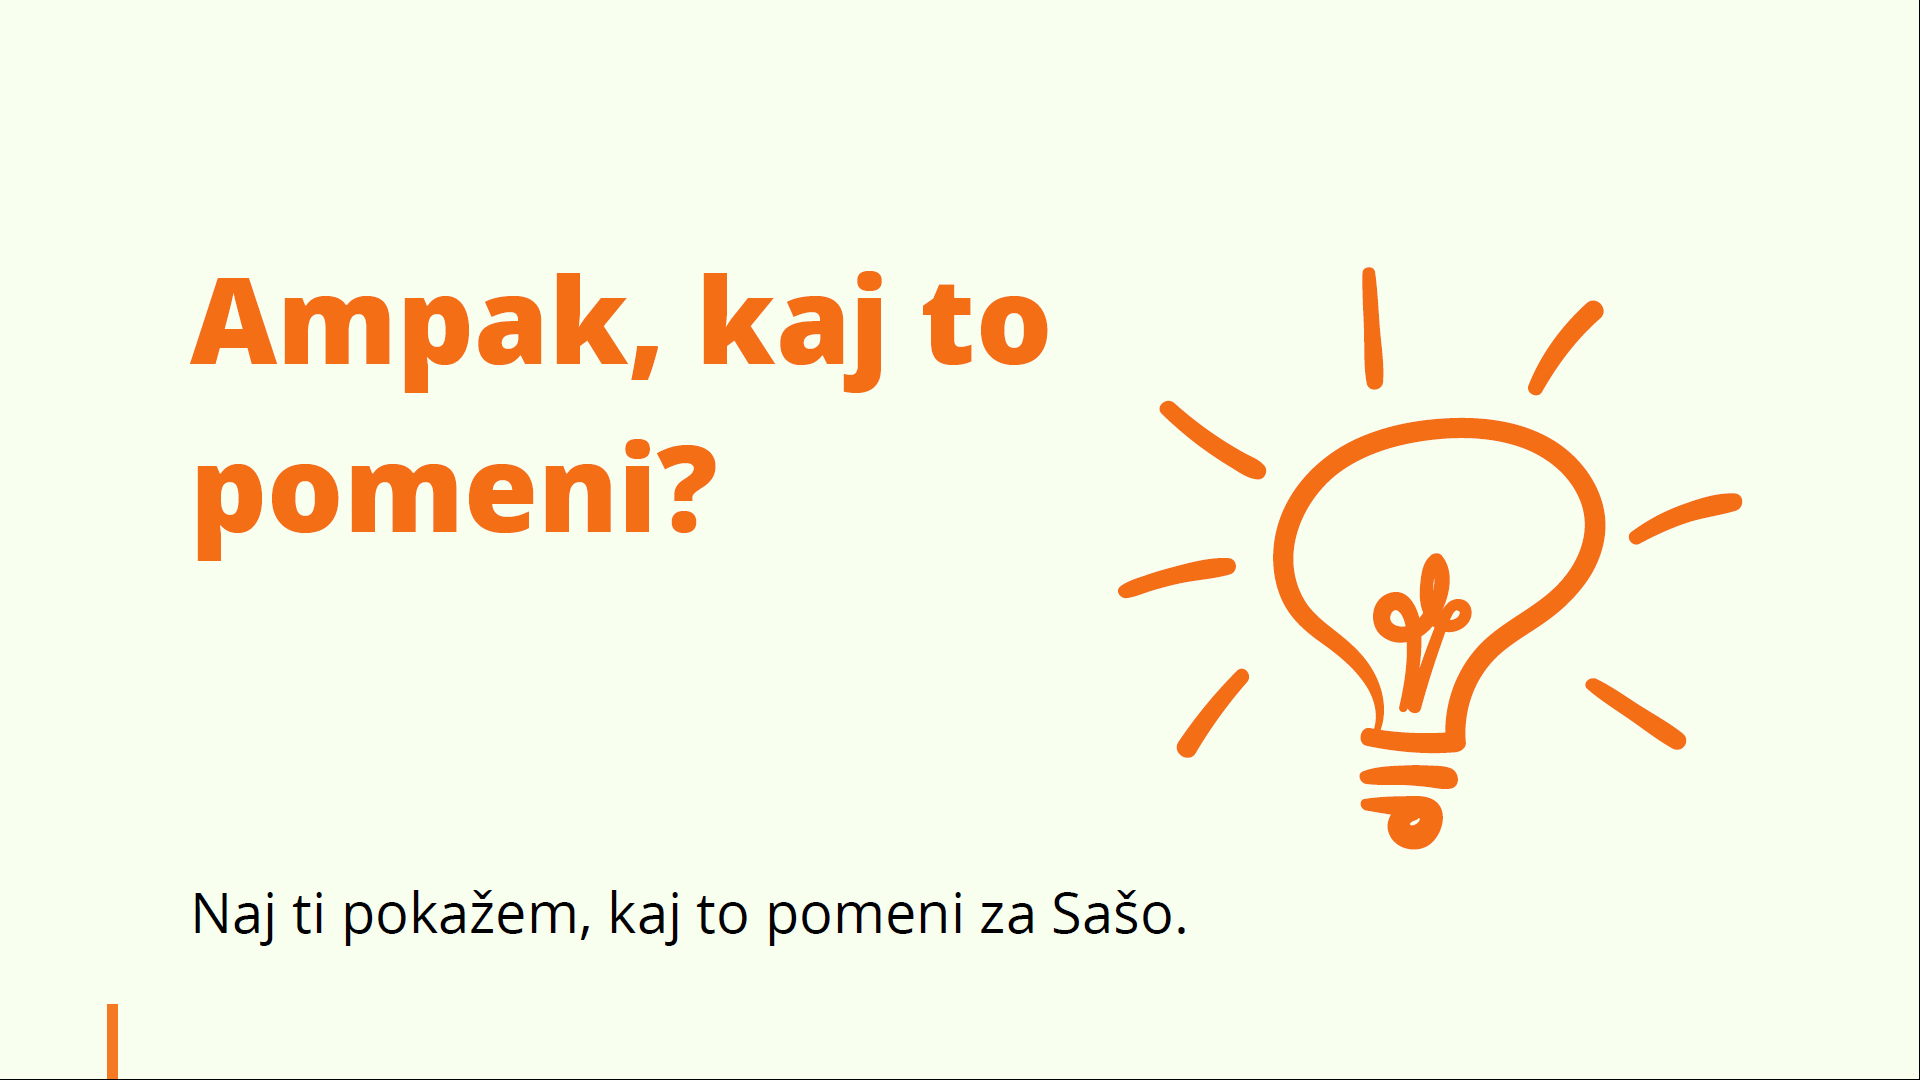 Ampak, kaj to
pomeni?
Naj ti pokažem, kaj to pomeni za Sašo.